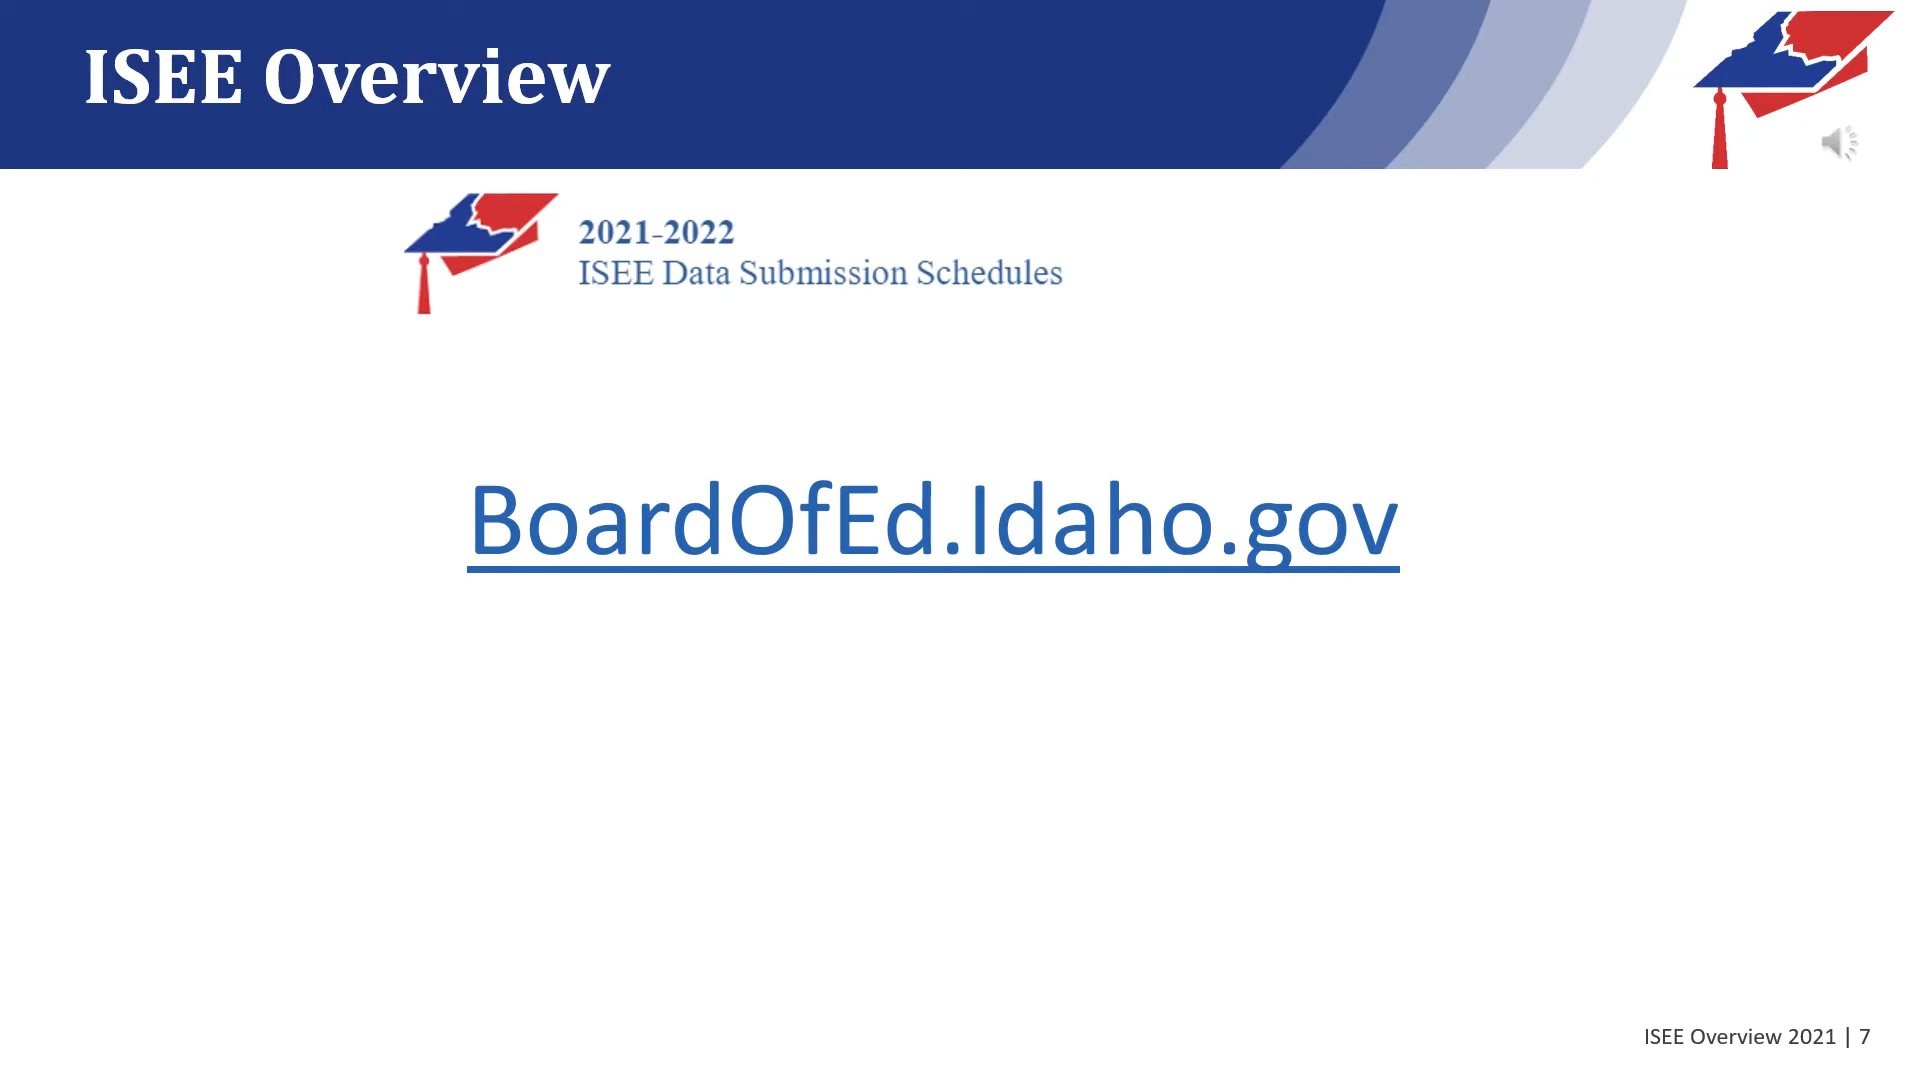 ISEE Overview
2021-2022
ISEE Data Submission Schedules
BoardOfEd.Idaho.gov
ISEE Overview 2021 | 7